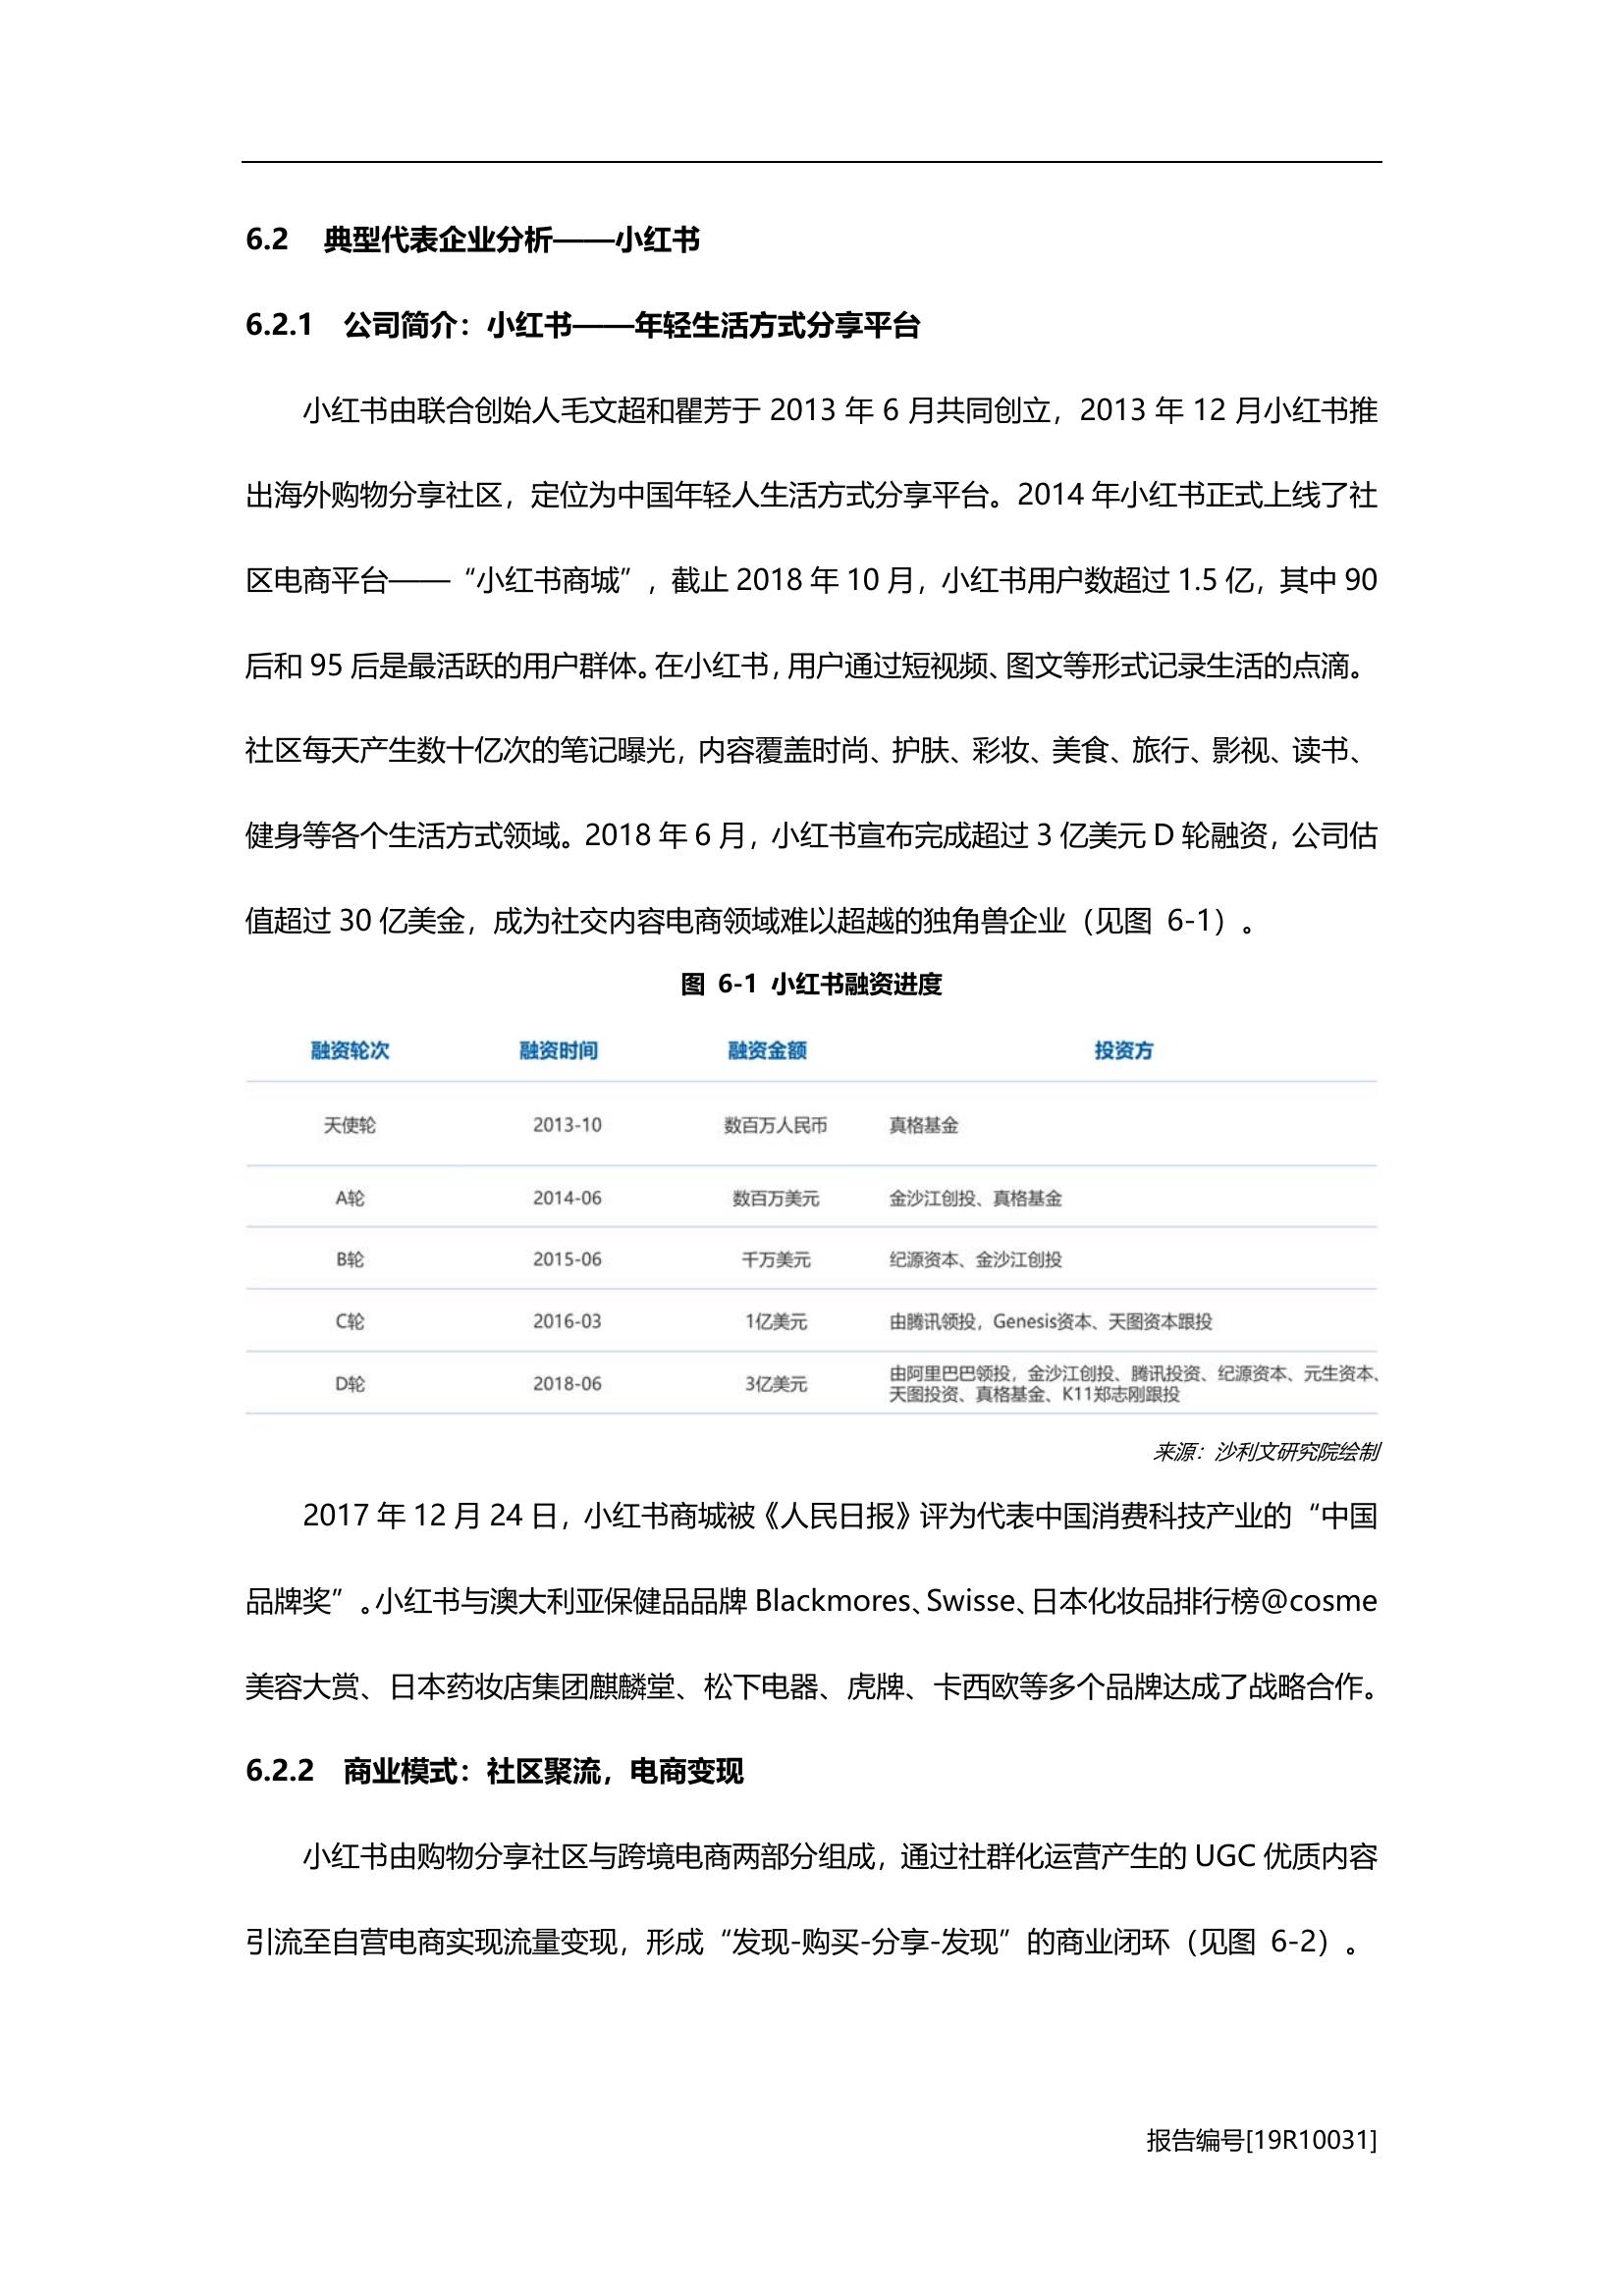 6.2 典型代表企业分析——小红书
6.2.1 公司简介：小红书——年轻生活方式分享平台
小红书由联合创始人毛文超和瞿芳于 2013 年 6 月共同创立，2013 年 12 月小红书推
出海外购物分享社区，定位为中国年轻人生活方式分享平台。2014 年小红书正式上线了社
区电商平台——“小红书商城”，截止 2018 年 10 月，小红书用户数超过 1.5 亿，其中 90
后和 95 后是最活跃的用户群体。在小红书，用户通过短视频、图文等形式记录生活的点滴。
社区每天产生数十亿次的笔记曝光，内容覆盖时尚、护肤、彩妆、美食、旅行、影视、读书、
健身等各个生活方式领域。2018 年 6 月，小红书宣布完成超过 3 亿美元 D 轮融资，公司估
值超过 30 亿美金，成为社交内容电商领域难以超越的独角兽企业（见图 6-1）。
图 6-1 小红书融资进度
融资轮次 融资时间 融资金额 投资方
天使轮 2013-10 数百万人民币 真格基金
A轮 2014-06 数百万美元 金沙江创投、真格基金
B轮 2015-06 千万美元 纪源资本、金沙江创投
C轮 2016-03 1亿美元 由腾讯领投，Genesis资本、天图资本跟投
D轮 2018-06 3亿美元 由阿里巴巴领投，金沙江创投、腾讯投资、纪源资本、元生资本、
天图投资、真格基金、K11郑志刚跟投
来源：沙利文研究院绘制
2017 年 12 月 24 日，小红书商城被《人民日报》评为代表中国消费科技产业的“中国
品牌奖”。小红书与澳大利亚保健品品牌 Blackmores、Swisse、日本化妆品排行榜@cosme
美容大赏、日本药妆店集团麒麟堂、松下电器、虎牌、卡西欧等多个品牌达成了战略合作。
6.2.2 商业模式：社区聚流，电商变现
小红书由购物分享社区与跨境电商两部分组成，通过社群化运营产生的 UGC 优质内容
引流至自营电商实现流量变现，形成“发现-购买-分享-发现”的商业闭环（见图 6-2）。
报告编号[19R10031]